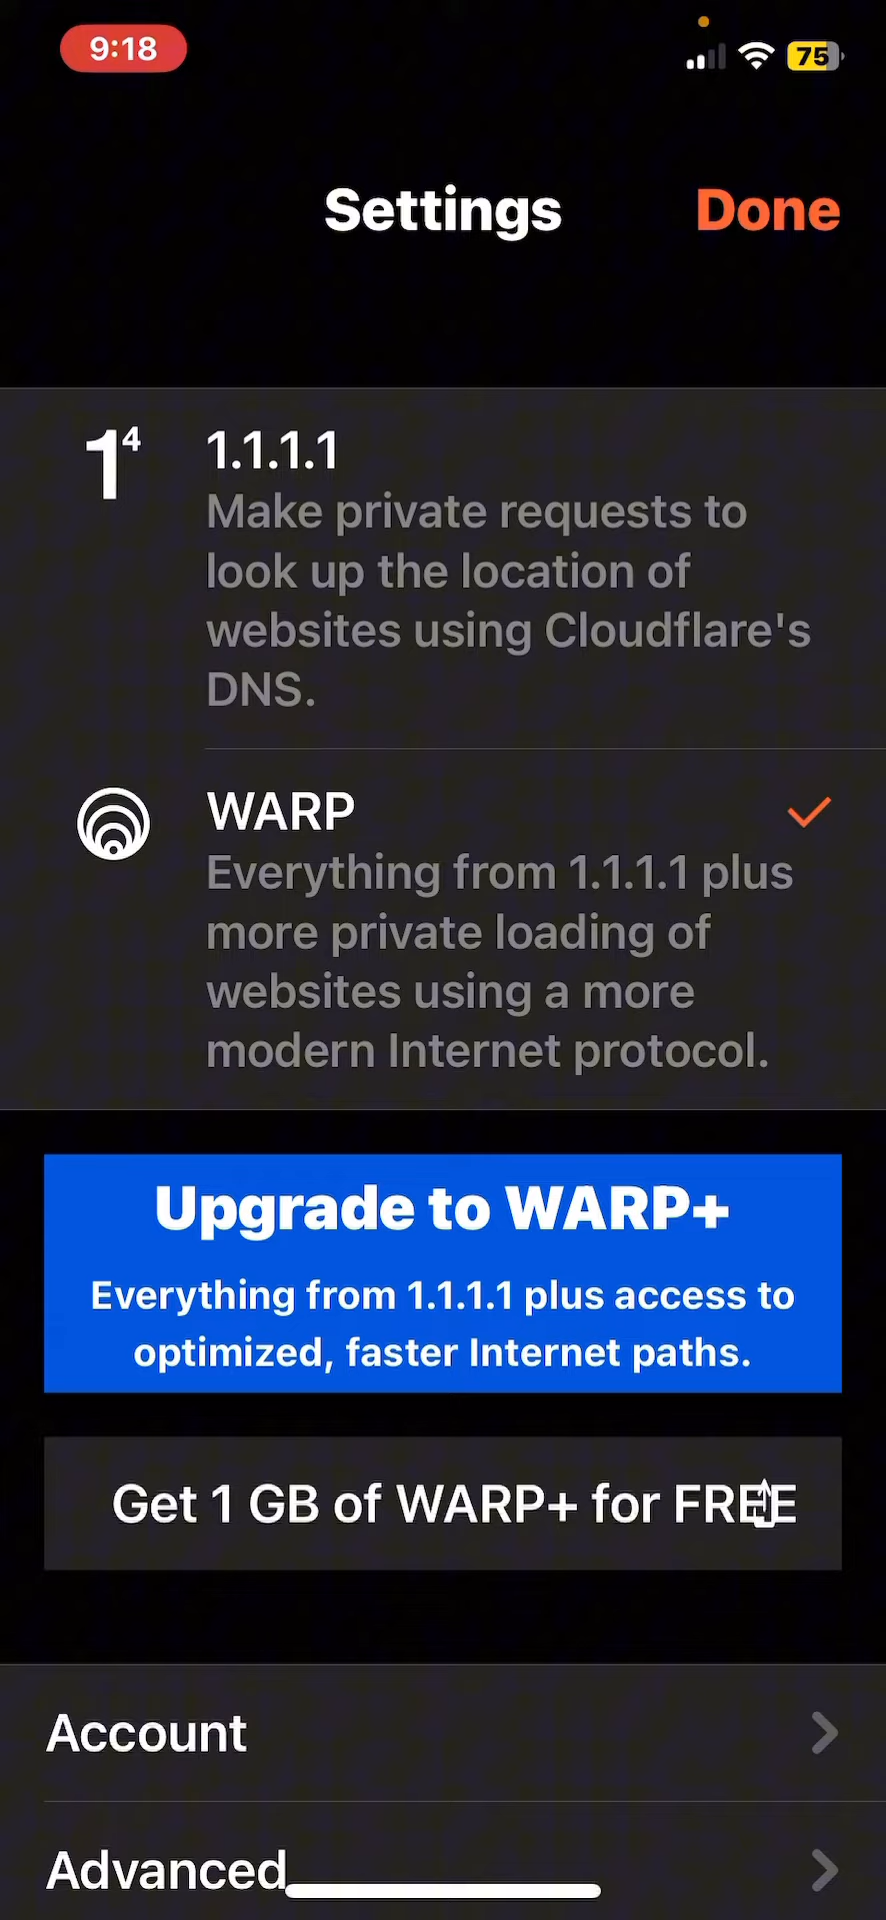 9:18
75
Settings
Done
1⁴
1.1.1.1
Make private requests to
look up the location of
websites using Cloudflare's
DNS.
WARP
Everything from 1.1.1.1 plus
more private loading of
websites using a more
modern Internet protocol.
Upgrade to WARP+
Everything from 1.1.1.1 plus access to
optimized, faster Internet paths.
Get 1 GB of WARP+ for FREE
Account
Advanced